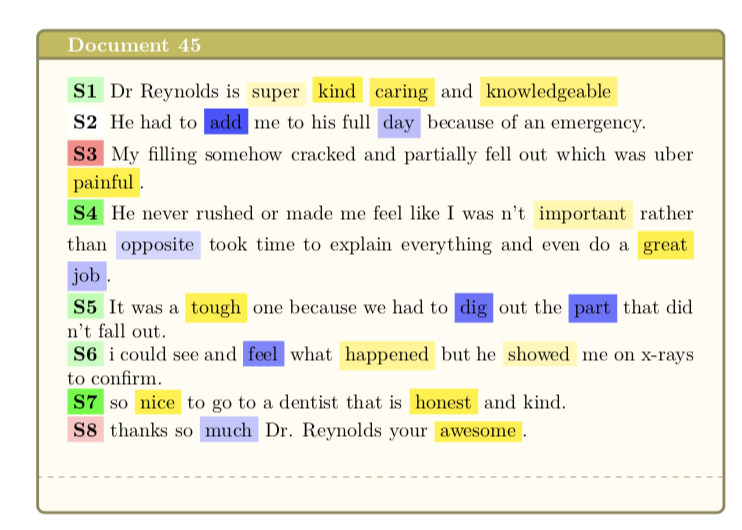 Document 45
S1 Dr Reynolds is super kind caring and knowledgeable
S2 He had to add me to his full day because of an emergency.
S3 My filling somehow cracked and partially fell out which was uber
painful .
S4 He never rushed or made me feel like I was n't important rather
than opposite took time to explain everything and even do a great
job .
S5 It was a tough one because we had to dig out the part that did
n't fall out.
S6 i could see and feel what happened but he showed me on x-rays
to confirm.
S7 so nice to go to a dentist that is honest and kind.
S8 thanks so much Dr. Reynolds your awesome .